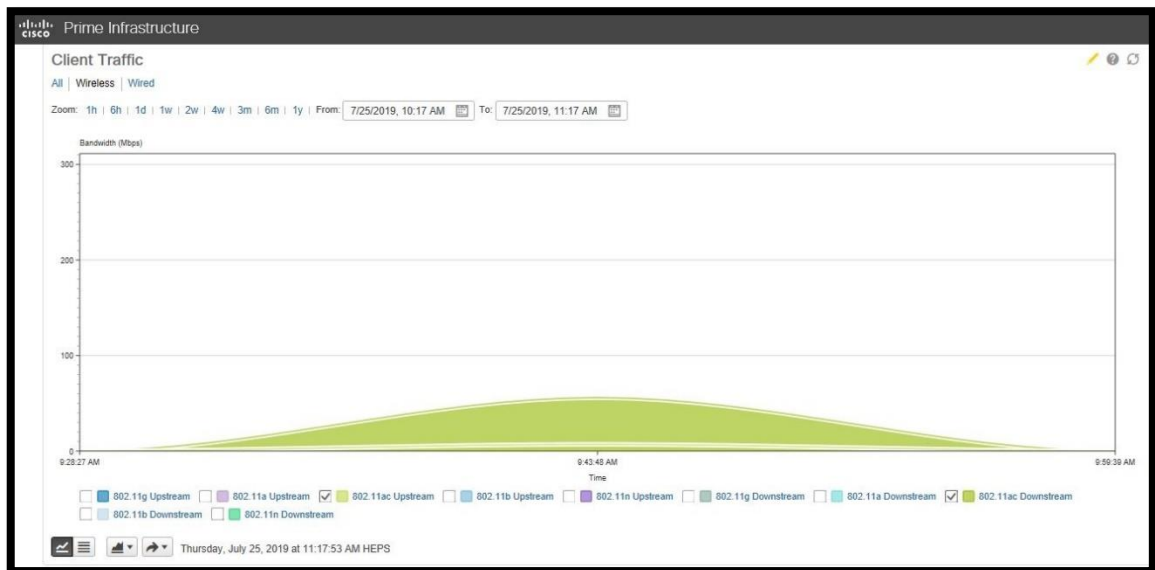 CISCO Prime Infrastructure
Client Traffic
All | Wireless | Wired
Zoom: 1h | 6h | 1d | 1w | 2w | 4w | 3m | 6m | 1y | From: 7/25/2019, 10:17 AM To: 7/25/2019, 11:17 AM
Bandwidth (Mbps)
300
200
100
0
9:28:27 AM 9:43:48 AM 9:59:39 AM
Time
802.11g Upstream 802.11a Upstream 802.11ac Upstream 802.11b Upstream 802.11n Upstream 802.11g Downstream 802.11a Downstream 802.11ac Downstream
802.11b Downstream 802.11n Downstream
Thursday, July 25, 2019 at 11:17:53 AM HEPS